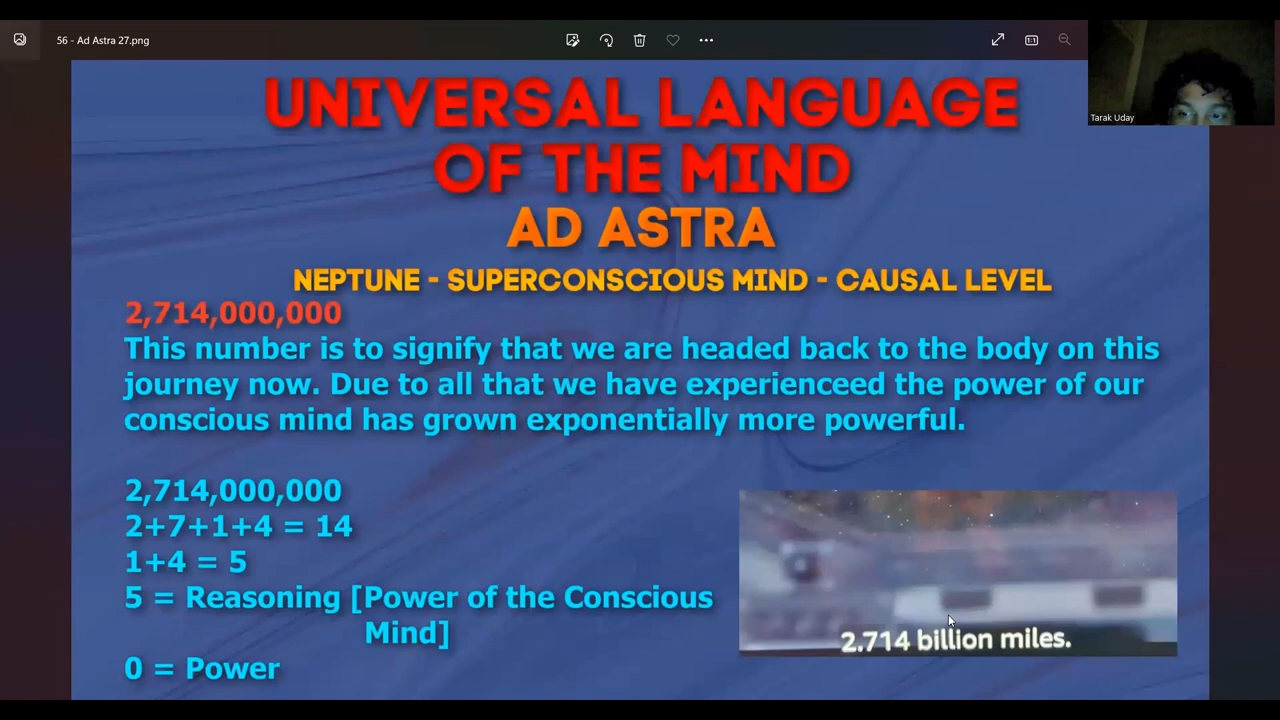 56 - Ad Astra 27.png
Tarak Uday
UNIVERSAL LANGUAGE
OF THE MIND
AD ASTRA
NEPTUNE - SUPERCONSCIOUS MIND - CAUSAL LEVEL
2,714,000,000
This number is to signify that we are headed back to the body on this
journey now. Due to all that we have experienceed the power of our
conscious mind has grown exponentially more powerful.
2,714,000,000
2+7+1+4 = 14
1+4 = 5
5 = Reasoning [Power of the Conscious
Mind]
0 = Power
2.714 billion miles.